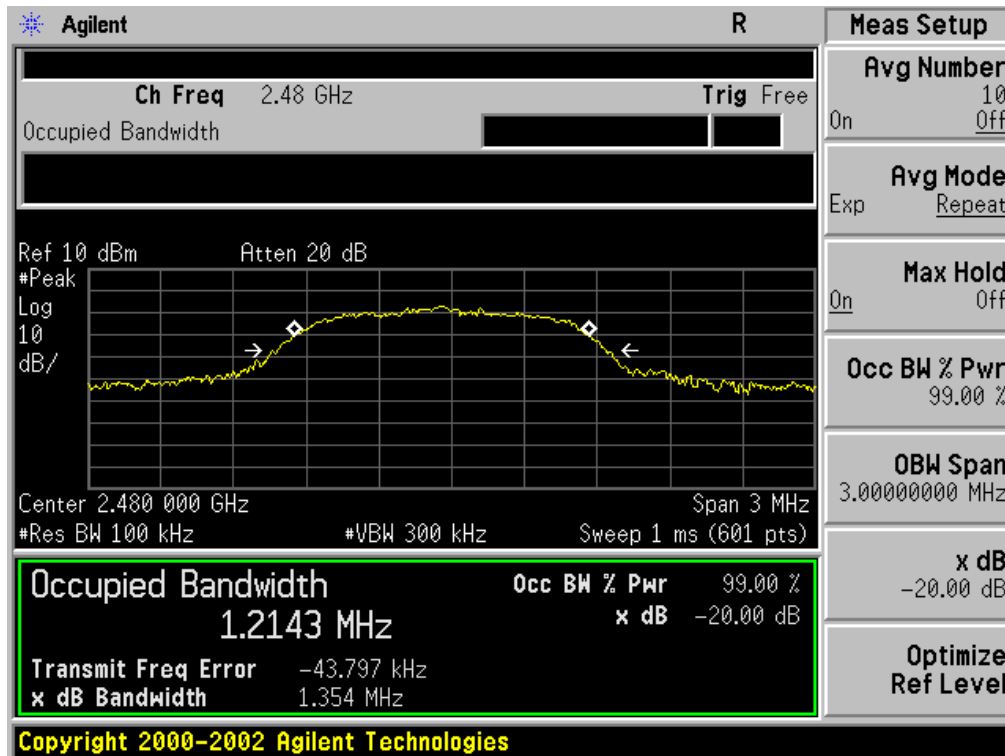 Agilent R
Ch Freq 2.48 GHz Trig Free
Occupied Bandwidth
Ref 10 dBm Atten 20 dB
#Peak
Log
10
dB/
Center 2.480 000 GHz Span 3 MHz
#Res BW 100 kHz #VBW 300 kHz Sweep 1 ms (601 pts)
Occupied Bandwidth
1.2143 MHz
Occ BW % Pwr 99.00 %
x dB -20.00 dB
Transmit Freq Error -43.797 kHz
x dB Bandwidth 1.354 MHz
Copyright 2000-2002 Agilent Technologies
Meas Setup
Avg Number
10
On Off
Avg Mode
Exp Repeat
Max Hold
On Off
Occ BW % Pwr
99.00 %
OBW Span
3.00000000 MHz
x dB
-20.00 dB
Optimize
Ref Level